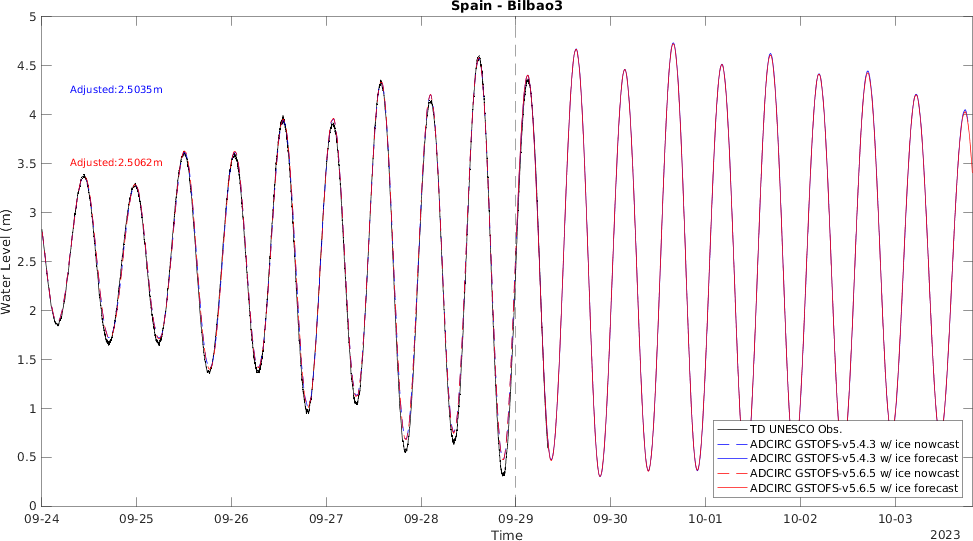 Spain - Bilbao3
5
4.5
4
3.5
3
2.5
2
1.5
1
0.5
0
Water Level (m)
Adjusted:2.5035m
Adjusted:2.5062m
TD UNESCO Obs.
ADCIRC GSTOFS-v5.4.3 w/ ice nowcast
ADCIRC GSTOFS-v5.4.3 w/ ice forecast
ADCIRC GSTOFS-v5.6.5 w/ ice nowcast
ADCIRC GSTOFS-v5.6.5 w/ ice forecast
09-24 09-25 09-26 09-27 09-28 09-29 09-30 10-01 10-02 10-03
Time
2023